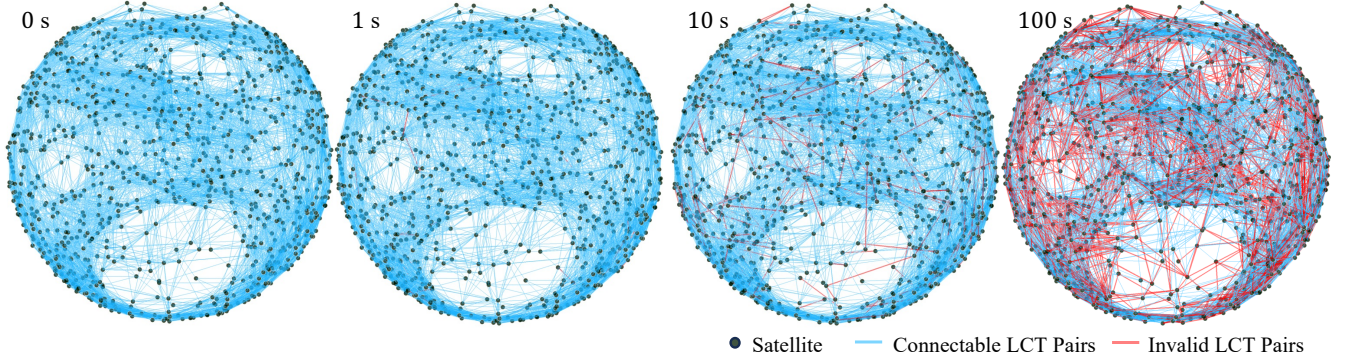 0 s
1 s
10 s
100 s
Satellite
Connectable LCT Pairs
Invalid LCT Pairs